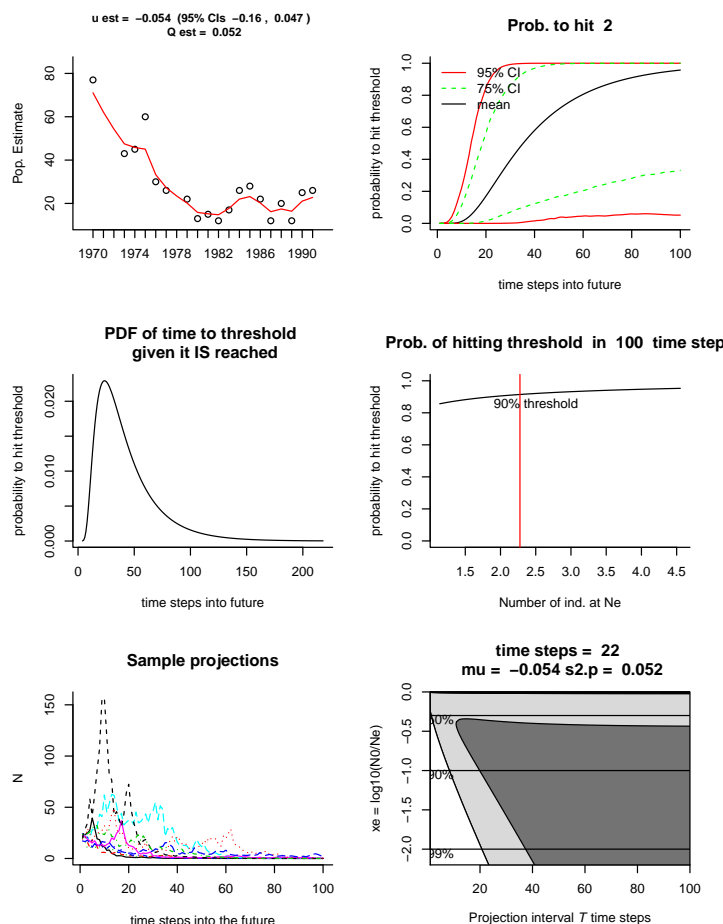 u est = −0.054 (95% CIs −0.16 , 0.047 )
Q est = 0.052
Pop. Estimate
80
60
40
20
1970 1974 1978 1982 1986 1990
Prob. to hit 2
probability to hit threshold
1.0
0.8
0.6
0.4
0.2
0.0
95% CI
75% CI
mean
0 20 40 60 80 100
time steps into future
PDF of time to threshold
given it IS reached
probability to hit threshold
0.020
0.010
0.000
0 50 100 150 200
time steps into future
Prob. of hitting threshold in 100 time step
probability to hit threshold
1.0
0.8
0.6
0.4
0.2
0.0
90% threshold
1.5 2.0 2.5 3.0 3.5 4.0 4.5
Number of ind. at Ne
Sample projections
N
150
100
50
0
0 20 40 60 80 100
time steps into the future
time steps = 22
mu = −0.054 s2.p = 0.052
xe = log10(N0/Ne)
0.0
−0.5
−1.0
−1.5
−2.0
90%
99%
20 40 60 80 100
Projection interval T time steps